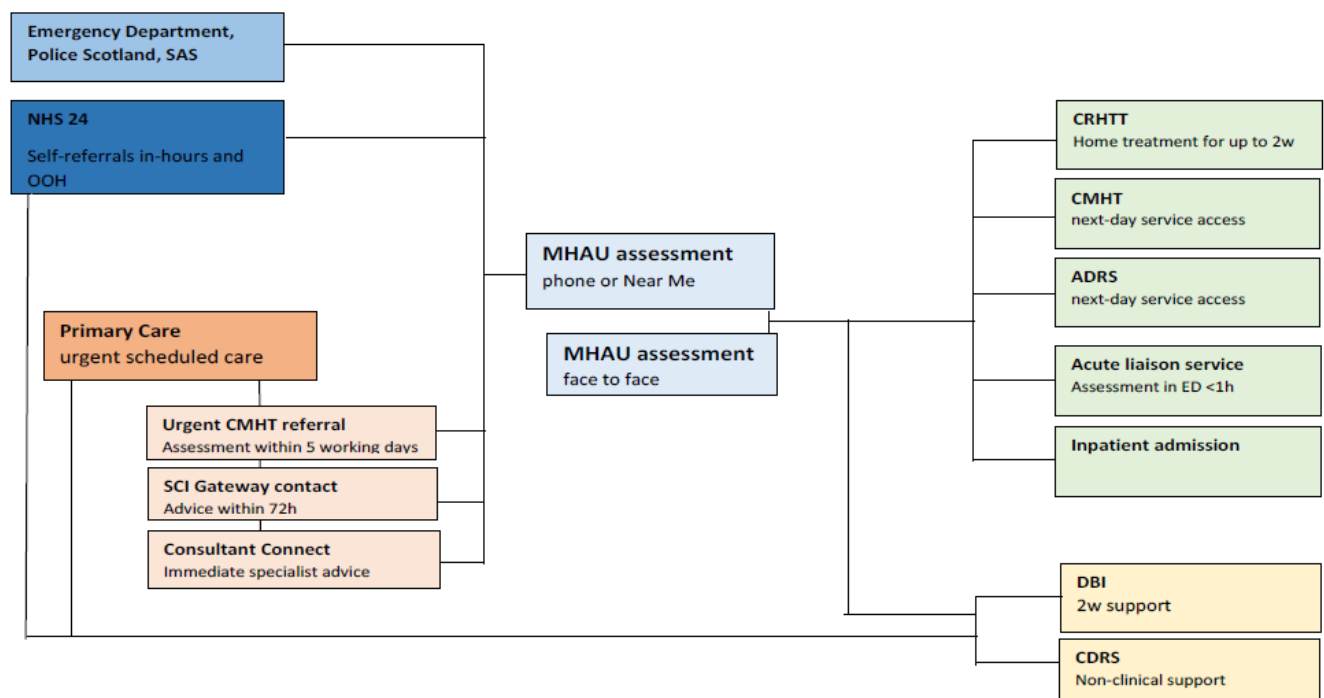 Emergency Department,
Police Scotland, SAS
NHS 24
Self-referrals in-hours and
OOH
Primary Care
urgent scheduled care
Urgent CMHT referral
Assessment within 5 working days
SCI Gateway contact
Advice within 72h
Consultant Connect
Immediate specialist advice
MHAU assessment
phone or Near Me
MHAU assessment
face to face
CRHTT
Home treatment for up to 2w
CMHT
next-day service access
ADRS
next-day service access
Acute liaison service
Assessment in ED <1h
Inpatient admission
DBI
2w support
CDRS
Non-clinical support